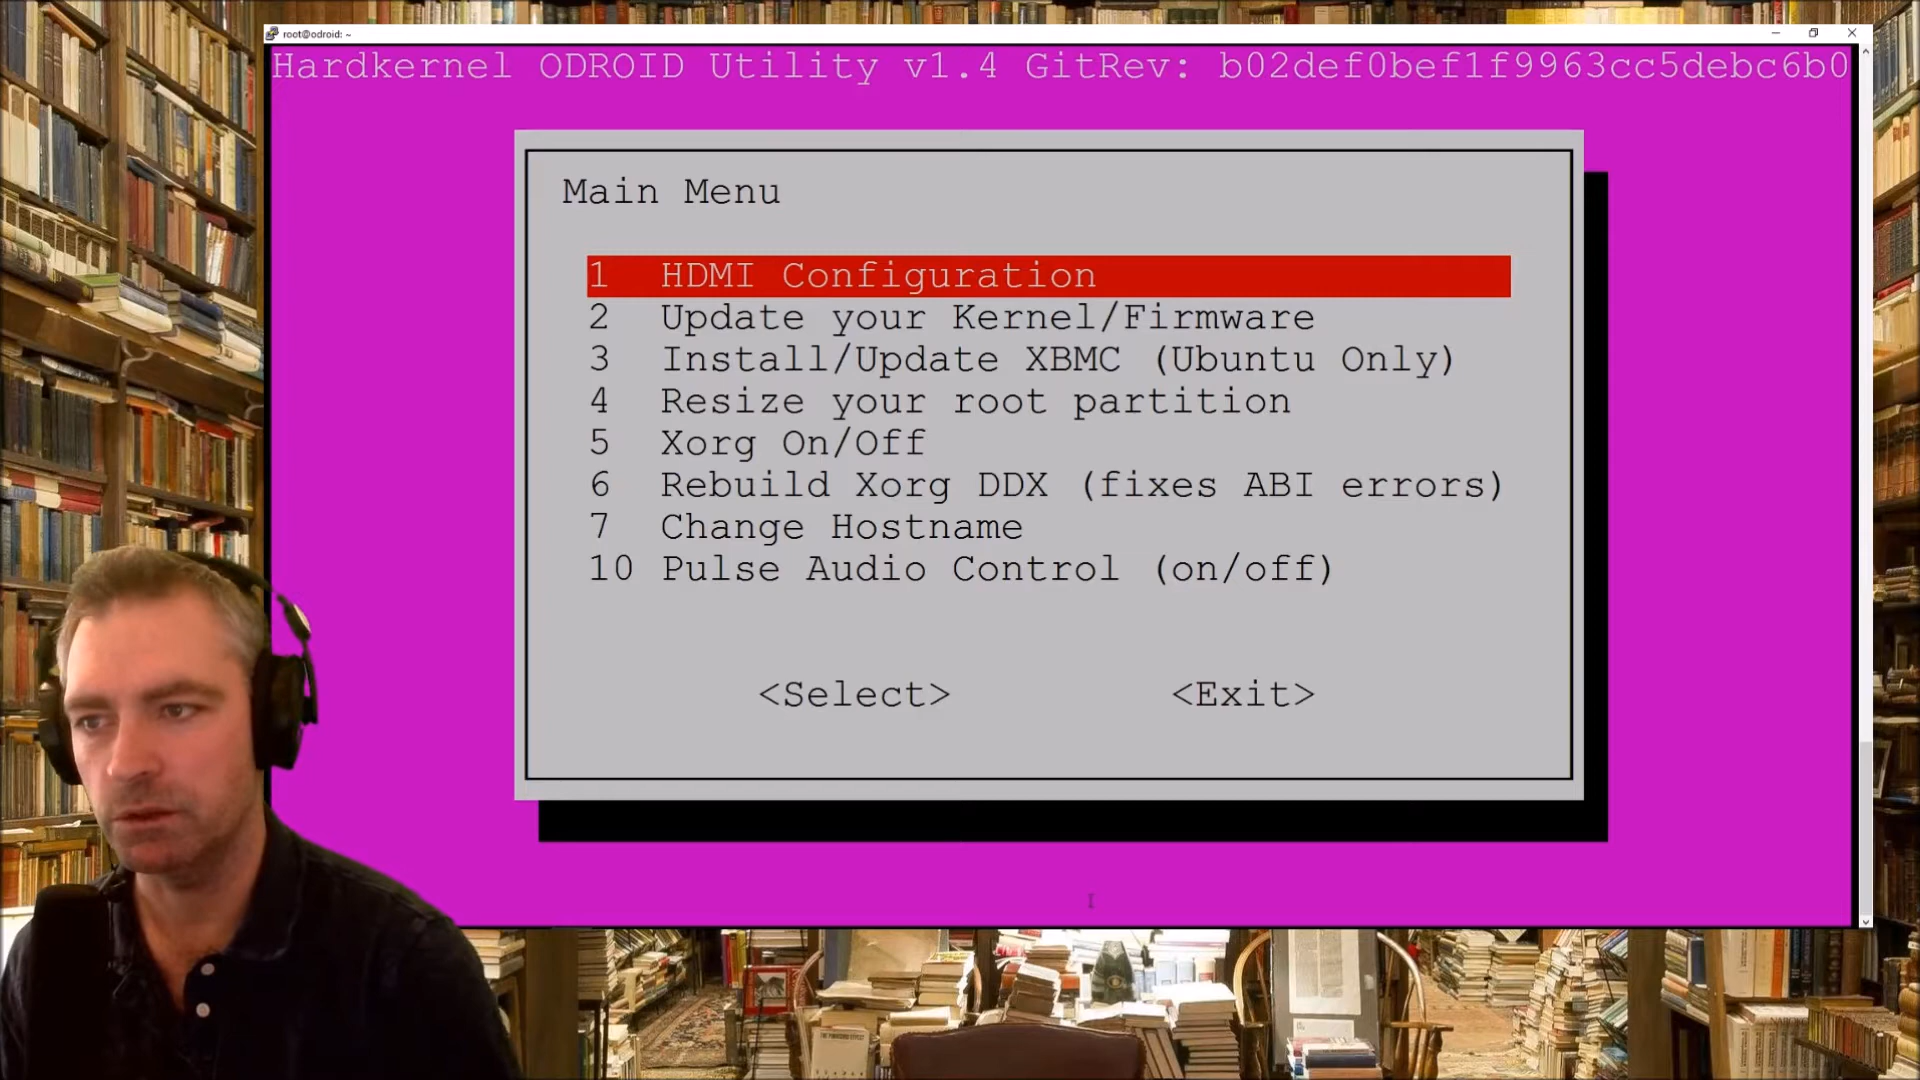 root@odroid: ~
Hardkernel ODROID Utility v1.4 GitRev: b02def0bef1f9963cc5debc6b0
Main Menu
1 HDMI Configuration
2 Update your Kernel/Firmware
3 Install/Update XBMC (Ubuntu Only)
4 Resize your root partition
5 Xorg On/Off
6 Rebuild Xorg DDX (fixes ABI errors)
7 Change Hostname
10 Pulse Audio Control (on/off)
<Select> <Exit>